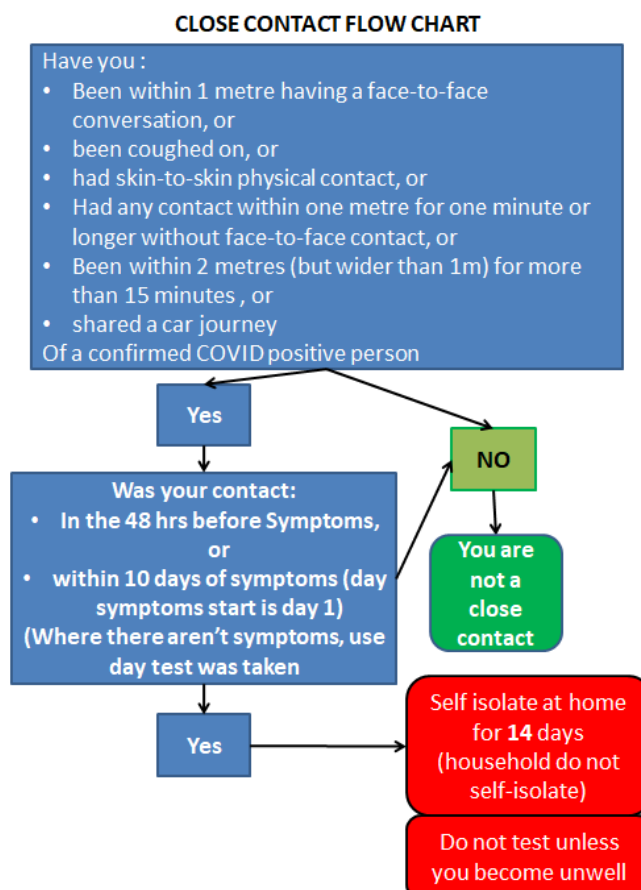 CLOSE CONTACT FLOW CHART
Have you :
• Been within 1 metre having a face-to-face
conversation, or
• been coughed on, or
• had skin-to-skin physical contact, or
• Had any contact within one metre for one minute or
longer without face-to-face contact, or
• Been within 2 metres (but wider than 1m) for more
than 15 minutes , or
• shared a car journey
Of a confirmed COVID positive person
Yes
NO
Was your contact:
• In the 48 hrs before Symptoms,
or
• within 10 days of symptoms (day
symptoms start is day 1)
(Where there aren’t symptoms, use
day test was taken
You are
not a
close
contact
Yes
Self isolate at home
for 14 days
(household do not
self-isolate)
Do not test unless
you become unwell